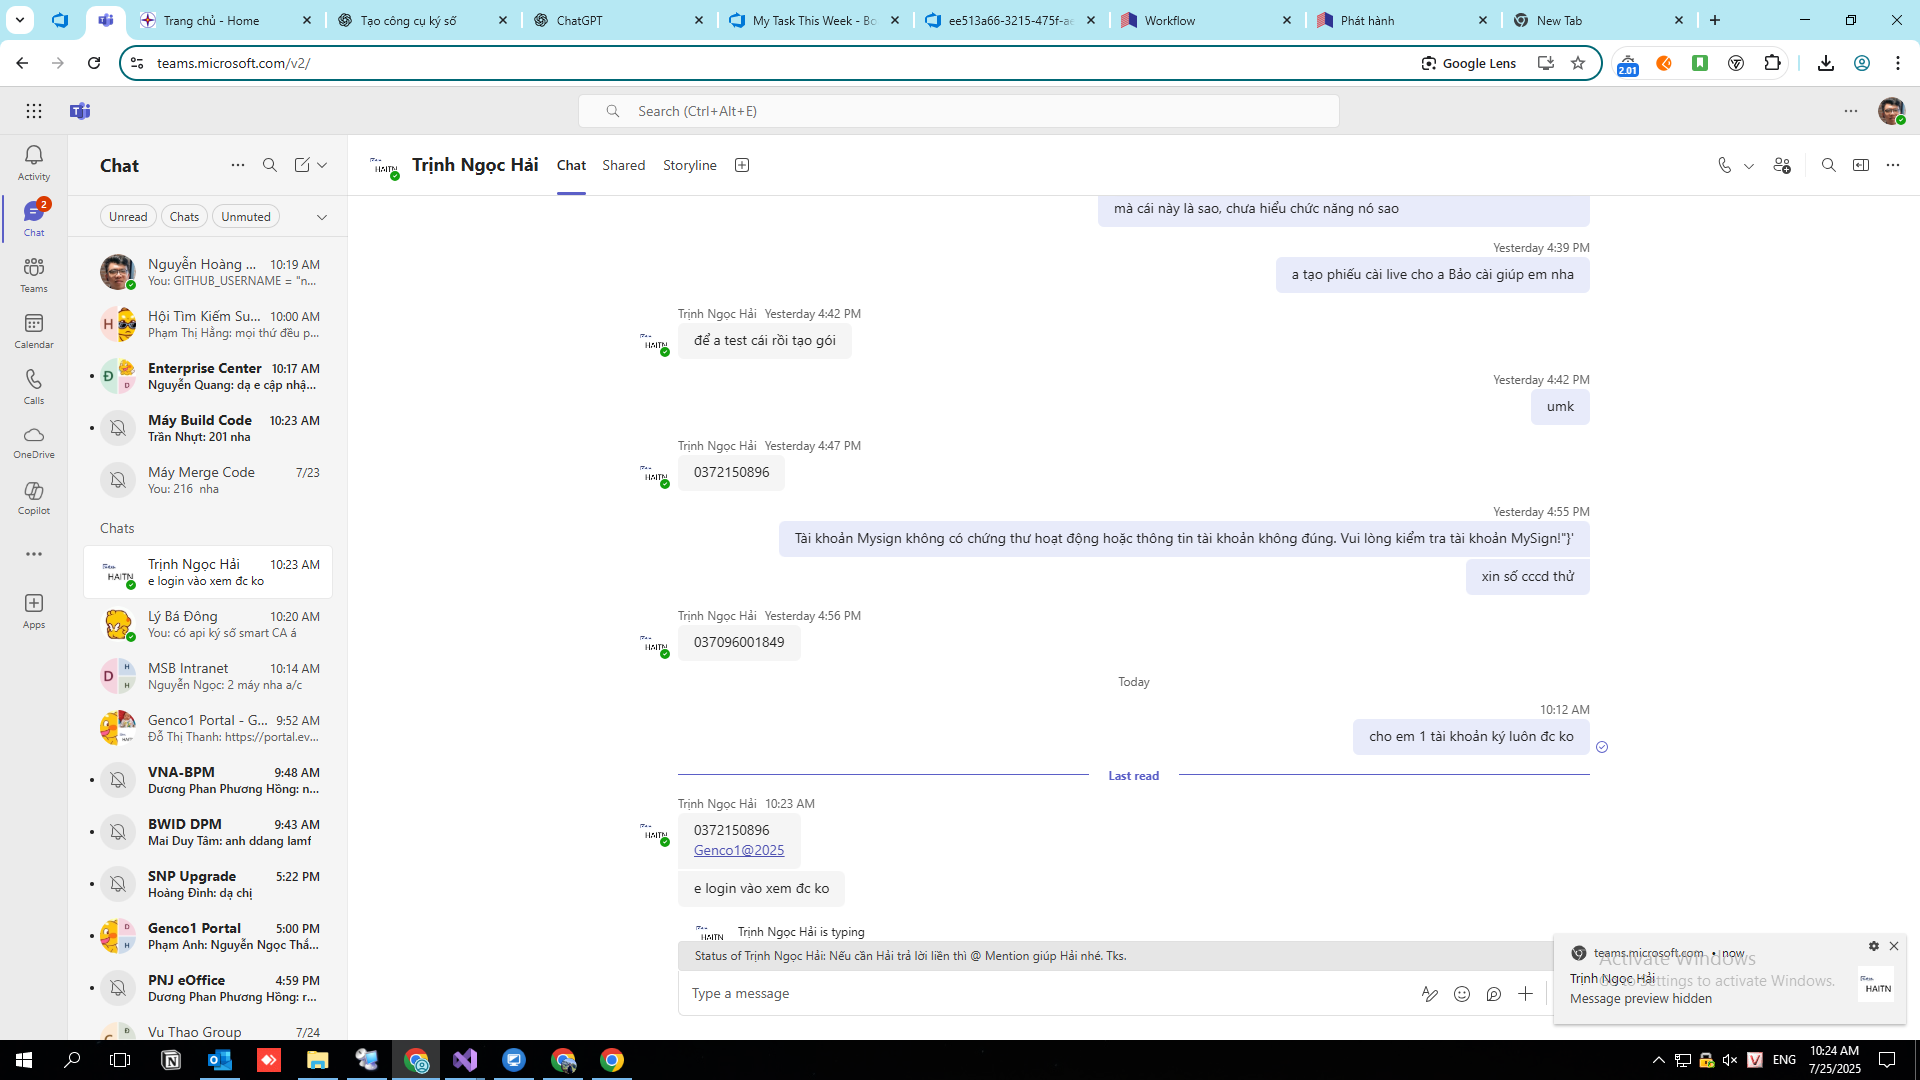 Trang chủ - Home
Tạo công cụ ký số
ChatGPT
My Task This Week - Bo
ee513a66-3215-475f-ae
Workflow
Phát hành
New Tab
teams.microsoft.com/v2/
Google Lens
2.01
Search (Ctrl+Alt+E)
Activity
2
Chat
Teams
Calendar
Calls
OneDrive
Copilot
Apps
Chat
Unread
Chats
Unmuted
Nguyễn Hoàng ... 10:19 AM
You: GITHUB_USERNAME = "n...
Hội Tìm Kiếm Su... 10:00 AM
Phạm Thị Hằng: mọi thứ đều p...
Enterprise Center 10:17 AM
Nguyễn Quang: dạ e cập nhậ...
Máy Build Code 10:23 AM
Trần Nhựt: 201 nha
Máy Merge Code 7/23
You: 216 nha
Chats
Trịnh Ngọc Hải 10:23 AM
e login vào xem đc ko
Lý Bá Đông 10:20 AM
You: có api ký số smart CA á
MSB Intranet 10:14 AM
Nguyễn Ngọc: 2 máy nha a/c
Genco1 Portal - G... 9:52 AM
Đỗ Thị Thanh: https://portal.ev...
VNA-BPM 9:48 AM
Dương Phan Phương Hồng: n...
BWID DPM 9:43 AM
Mai Duy Tâm: anh ddang lamf
SNP Upgrade 5:22 PM
Hoàng Đình: dạ chị
Genco1 Portal 5:00 PM
Phạm Anh: Nguyễn Ngọc Thắ...
PNJ eOffice 4:59 PM
Dương Phan Phương Hồng: r...
Vu Thao Group 7/24
HAITN
Trịnh Ngọc Hải
Chat
Shared
Storyline
mà cái này là sao, chưa hiểu chức năng nó sao
Yesterday 4:39 PM
a tạo phiếu cài live cho a Bảo cài giúp em nha
Trịnh Ngọc Hải Yesterday 4:42 PM
để a test cái rồi tạo gói
Yesterday 4:42 PM
umk
Trịnh Ngọc Hải Yesterday 4:47 PM
0372150896
Yesterday 4:55 PM
Tài khoản Mysign không có chứng thư hoạt động hoặc thông tin tài khoản không đúng. Vui lòng kiểm tra tài khoản MySign!"}'
xin số cccd thử
Trịnh Ngọc Hải Yesterday 4:56 PM
037096001849
Today
10:12 AM
cho em 1 tài khoản ký luôn đc ko
Last read
Trịnh Ngọc Hải 10:23 AM
0372150896
Genco1@2025
e login vào xem đc ko
Trịnh Ngọc Hải is typing
Status of Trịnh Ngọc Hải: Nếu cần Hải trả lời liền thì @ Mention giúp Hải nhé. Tks.
Type a message
teams.microsoft.com • now
Trịnh Ngọc Hải
Message preview hidden
HAITN
Activate Windows
Go to Settings to activate Windows.
ENG
10:24 AM
7/25/2025